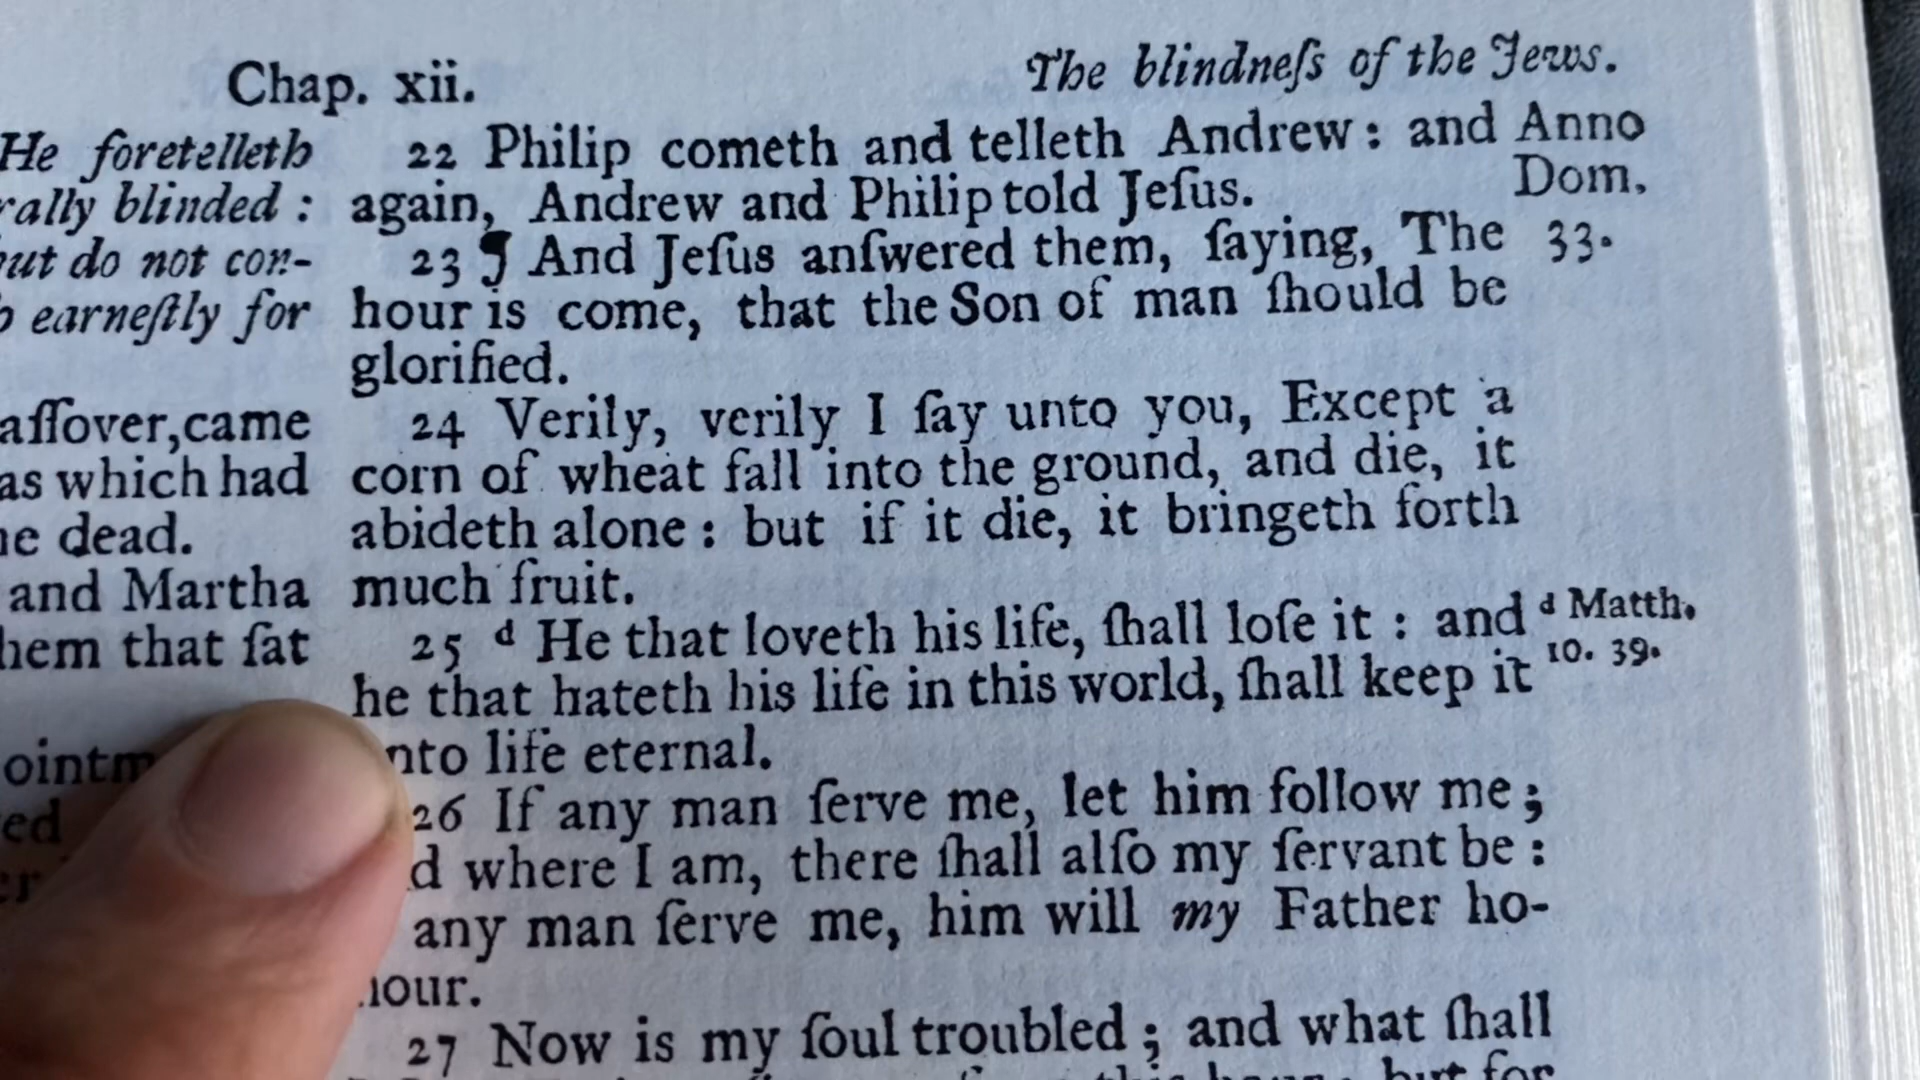 Chap. xii.
The blindneſs of the Jews.
He foretelleth
blinded :
do not con-
earneſtly for
came
which had
dead.
and Martha
that ſat
22 Philip cometh and telleth Andrew : and
again, Andrew and Philip told Jeſus.
23 ¶ And Jeſus anſwered them, ſaying, The
hour is come, that the Son of man ſhould be
glorified.
24 Verily, verily I ſay unto you, Except a
corn of wheat fall into the ground, and die, it
abideth alone : but if it die, it bringeth forth
much fruit.
25 d He that loveth his life, ſhall loſe it : and
he that hateth his life in this world, ſhall keep it
life eternal.
26 If any man ſerve me, let him follow me ;
where I am, there ſhall alſo my ſervant be :
any man ſerve me, him will my Father ho-
nour.
27 Now is my ſoul troubled ; and what ſhall
but for
Anno
Dom.
33.
d Matth.
10. 39.